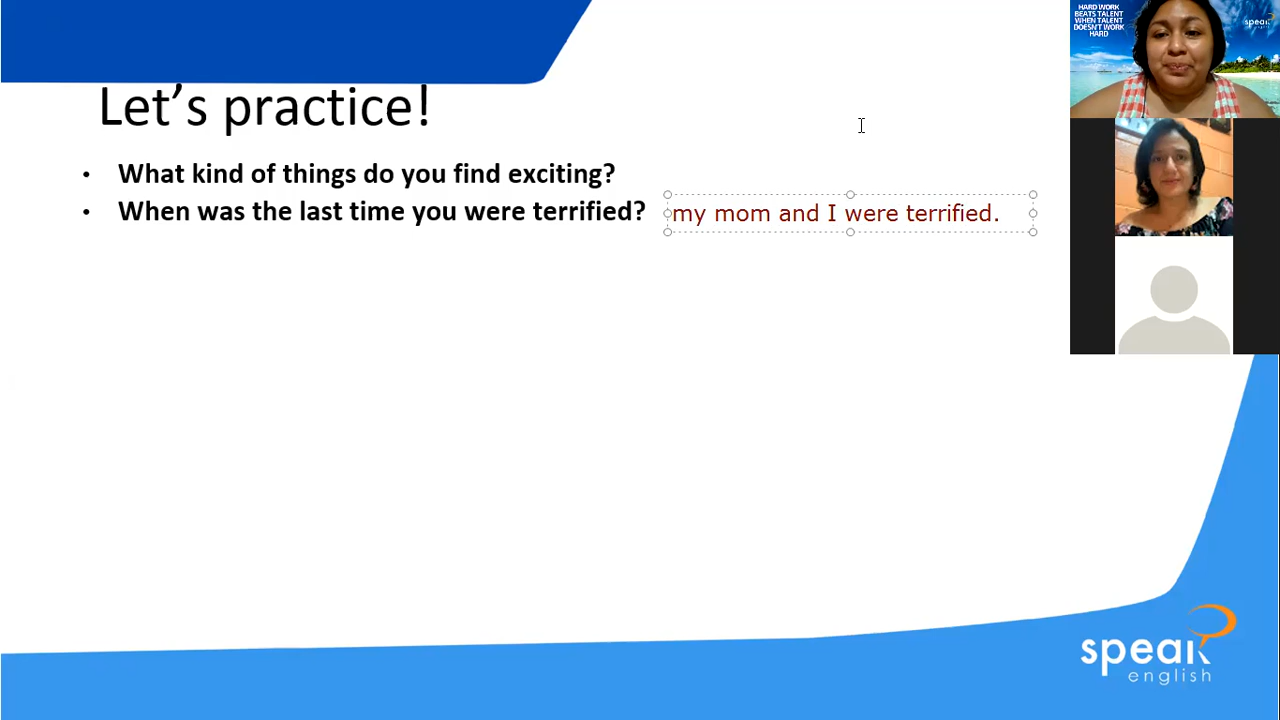 HARD WORK
BEATS TALENT
WHEN TALENT
DOESN'T WORK
HARD
speak
Let's practice!
• What kind of things do you find exciting?
• When was the last time you were terrified?
my mom and I were terrified.
speak
english